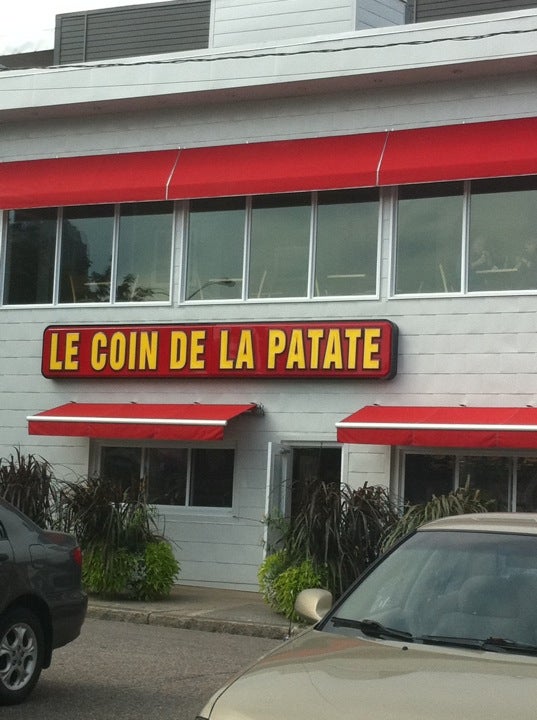 LE COIN DE LA PATATE